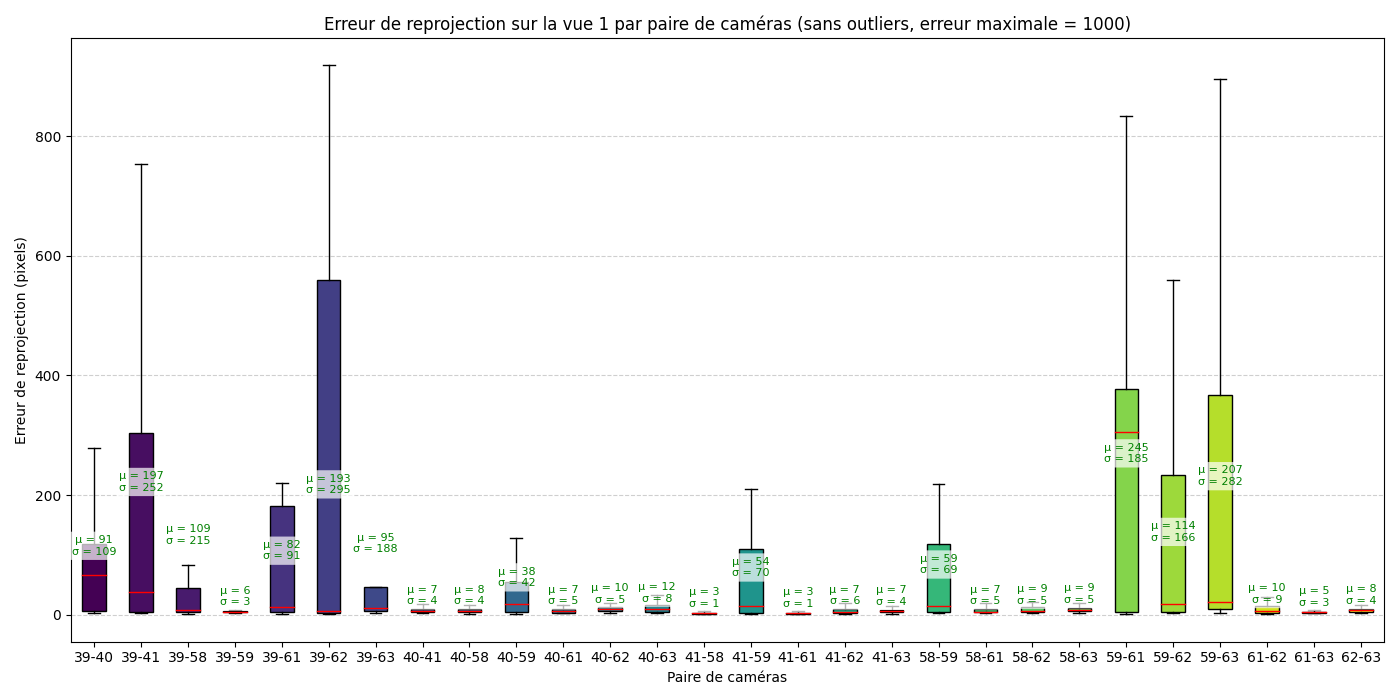 Erreur de reprojection sur la vue 1 par paire de caméras (sans outliers, erreur maximale = 1000)
Erreur de reprojection (pixels)
800
600
400
200
0
μ = 91
σ = 109
μ = 197
σ = 252
μ = 109
σ = 215
μ = 6
σ = 3
μ = 82
σ = 91
μ = 193
σ = 295
μ = 95
σ = 188
μ = 7
σ = 4
μ = 8
σ = 4
μ = 38
σ = 42
μ = 7
σ = 5
μ = 10
σ = 5
μ = 12
σ = 8
μ = 3
σ = 1
μ = 54
σ = 70
μ = 3
σ = 1
μ = 7
σ = 6
μ = 7
σ = 4
μ = 59
σ = 69
μ = 7
σ = 5
μ = 9
σ = 5
μ = 9
σ = 5
μ = 245
σ = 185
μ = 114
σ = 166
μ = 207
σ = 282
μ = 10
σ = 9
μ = 5
σ = 3
μ = 8
σ = 4
39-40 39-41 39-58 39-59 39-61 39-62 39-63 40-41 40-58 40-59 40-61 40-62 40-63 41-58 41-59 41-61 41-62 41-63 58-59 58-61 58-62 58-63 59-61 59-62 59-63 61-62 61-63 62-63
Paire de caméras